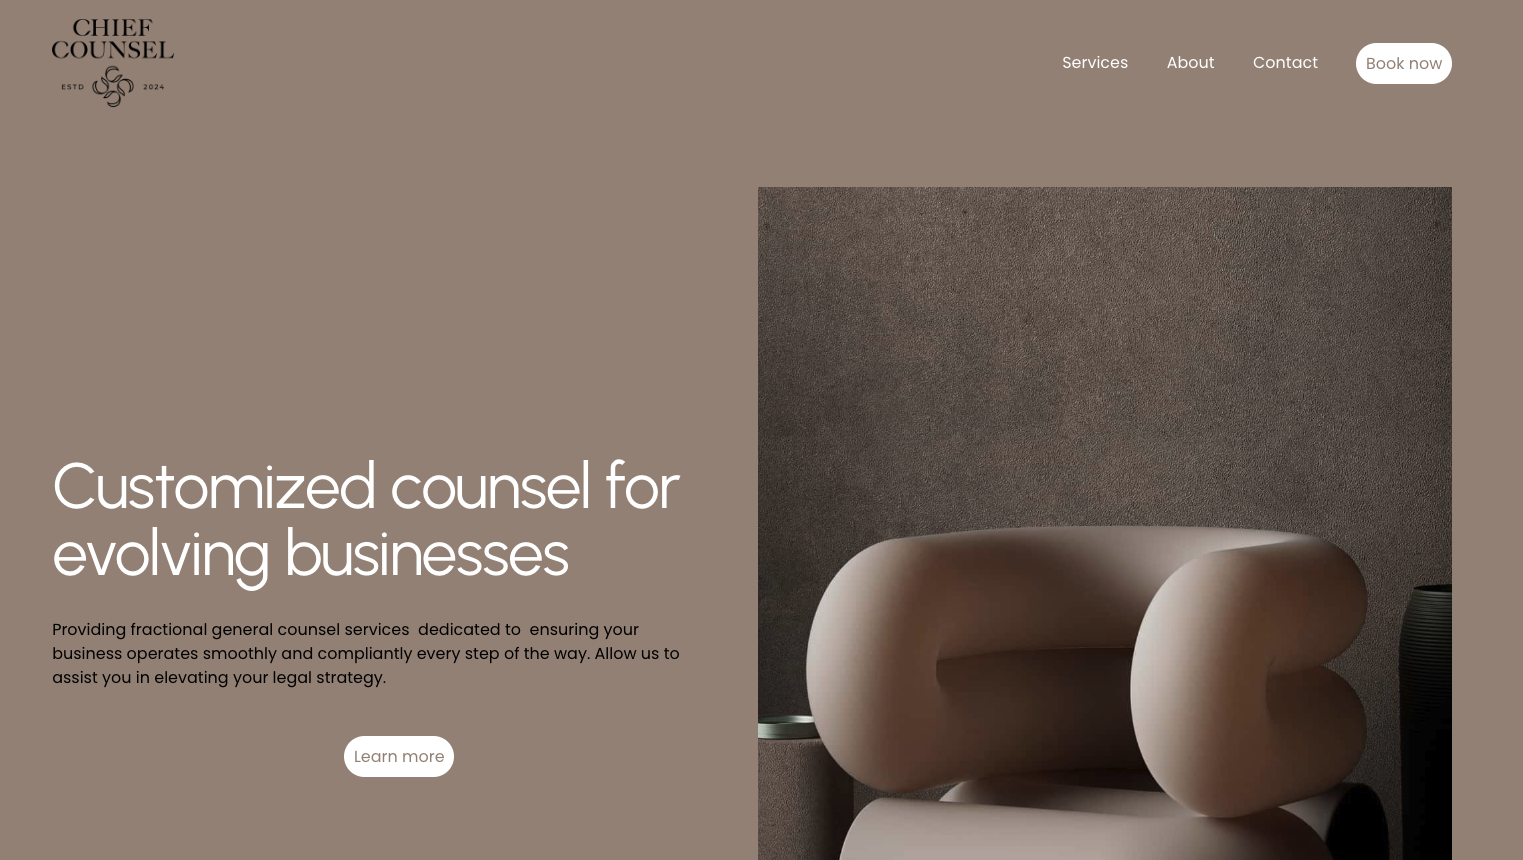 CHIEF
COUNSEL
ESTD 2024
Services About Contact Book now
Customized counsel for
evolving businesses
Providing fractional general counsel services  dedicated to  ensuring your
business operates smoothly and compliantly every step of the way. Allow us to
assist you in elevating your legal strategy.
Learn more